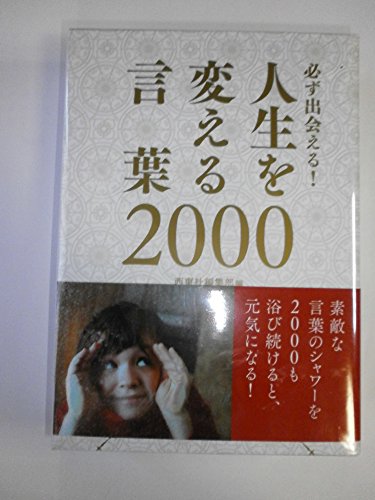 必ず出会える!
人生を
変える
言葉
2000
西東社編集部 編
素敵な
言葉のシャワーを
2000も
浴び続けると、
元気になる!